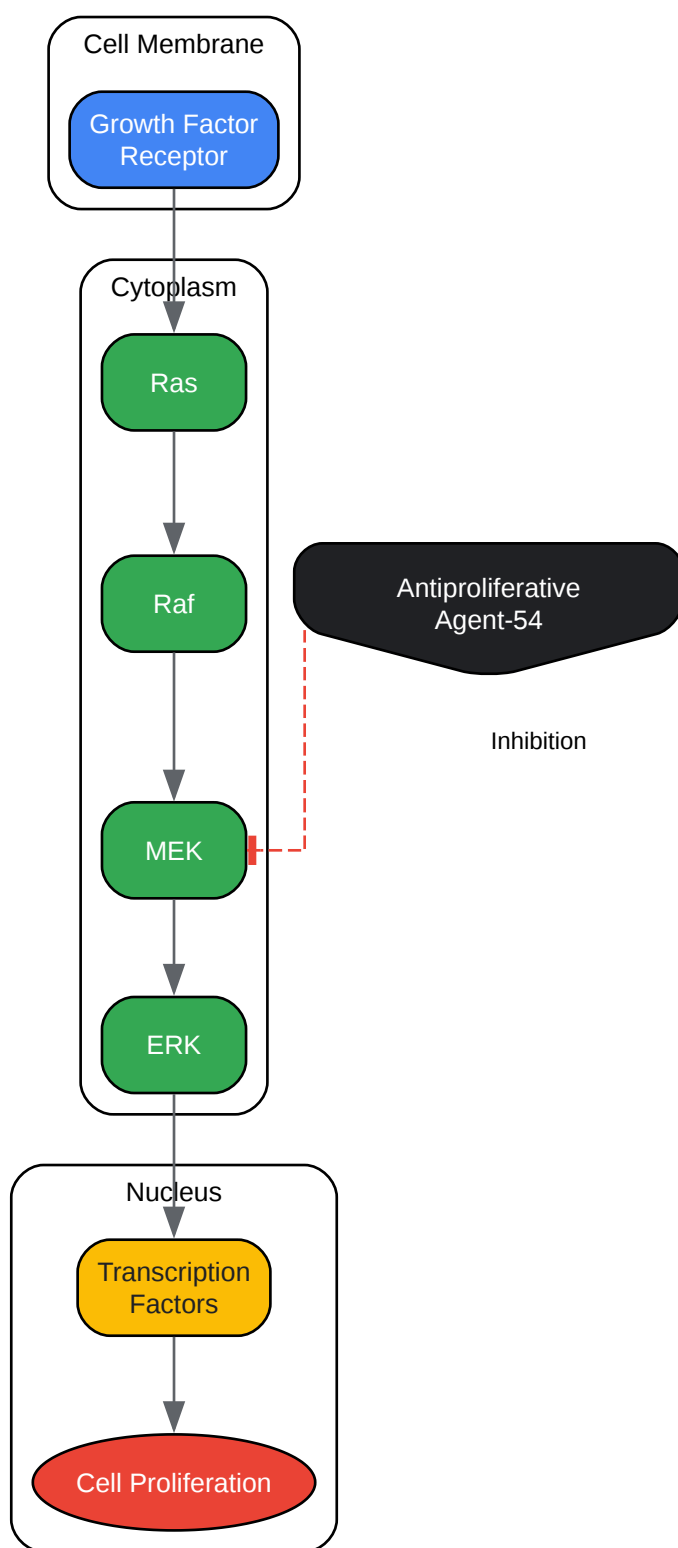 Cell Membrane
Growth Factor
Receptor
Cytoplasm
Ras
Raf
Antiproliferative
Agent-54
Inhibition
MEK
ERK
Nucleus
Transcription
Factors
Cell Proliferation